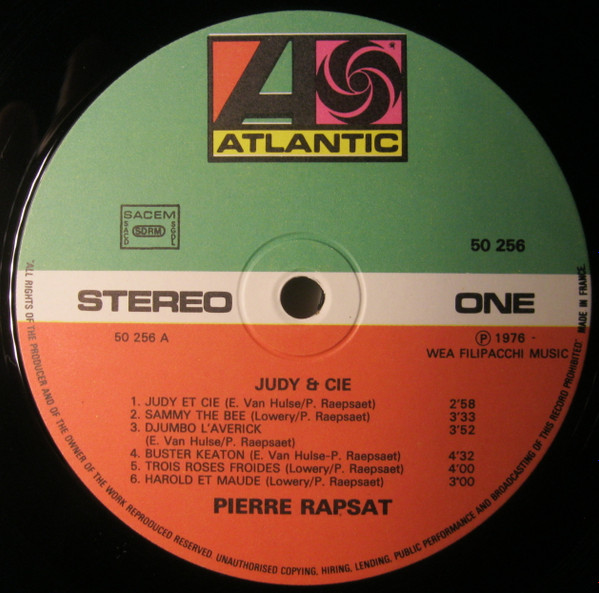 ATLANTIC
SACEM
SACD SDRM SGDL
50 256
STEREO ONE
50 256 A
℗ 1976
WEA FILIPACCHI MUSIC
JUDY & CIE
1. JUDY ET CIE (E. Van Hulse/P. Raepsaet) 2'58
2. SAMMY THE BEE (Lowery/P. Raepsaet) 3'33
3. DJUMBO L'AVERICK 3'52
(E. Van Hulse/P. Raepsaet)
4. BUSTER KEATON (E. Van Hulse-P. Raepsaet) 4'32
5. TROIS ROSES FROIDES (Lowery/P. Raepsaet) 4'00
6. HAROLD ET MAUDE (Lowery/P. Raepsaet) 3'00
PIERRE RAPSAT
"ALL RIGHTS OF THE PRODUCER AND OF THE OWNER OF THE WORK REPRODUCED RESERVED. UNAUTHORISED COPYING, HIRING, LENDING, PUBLIC PERFORMANCE AND BROADCASTING OF THIS RECORD PROHIBITED" MADE IN FRANCE.